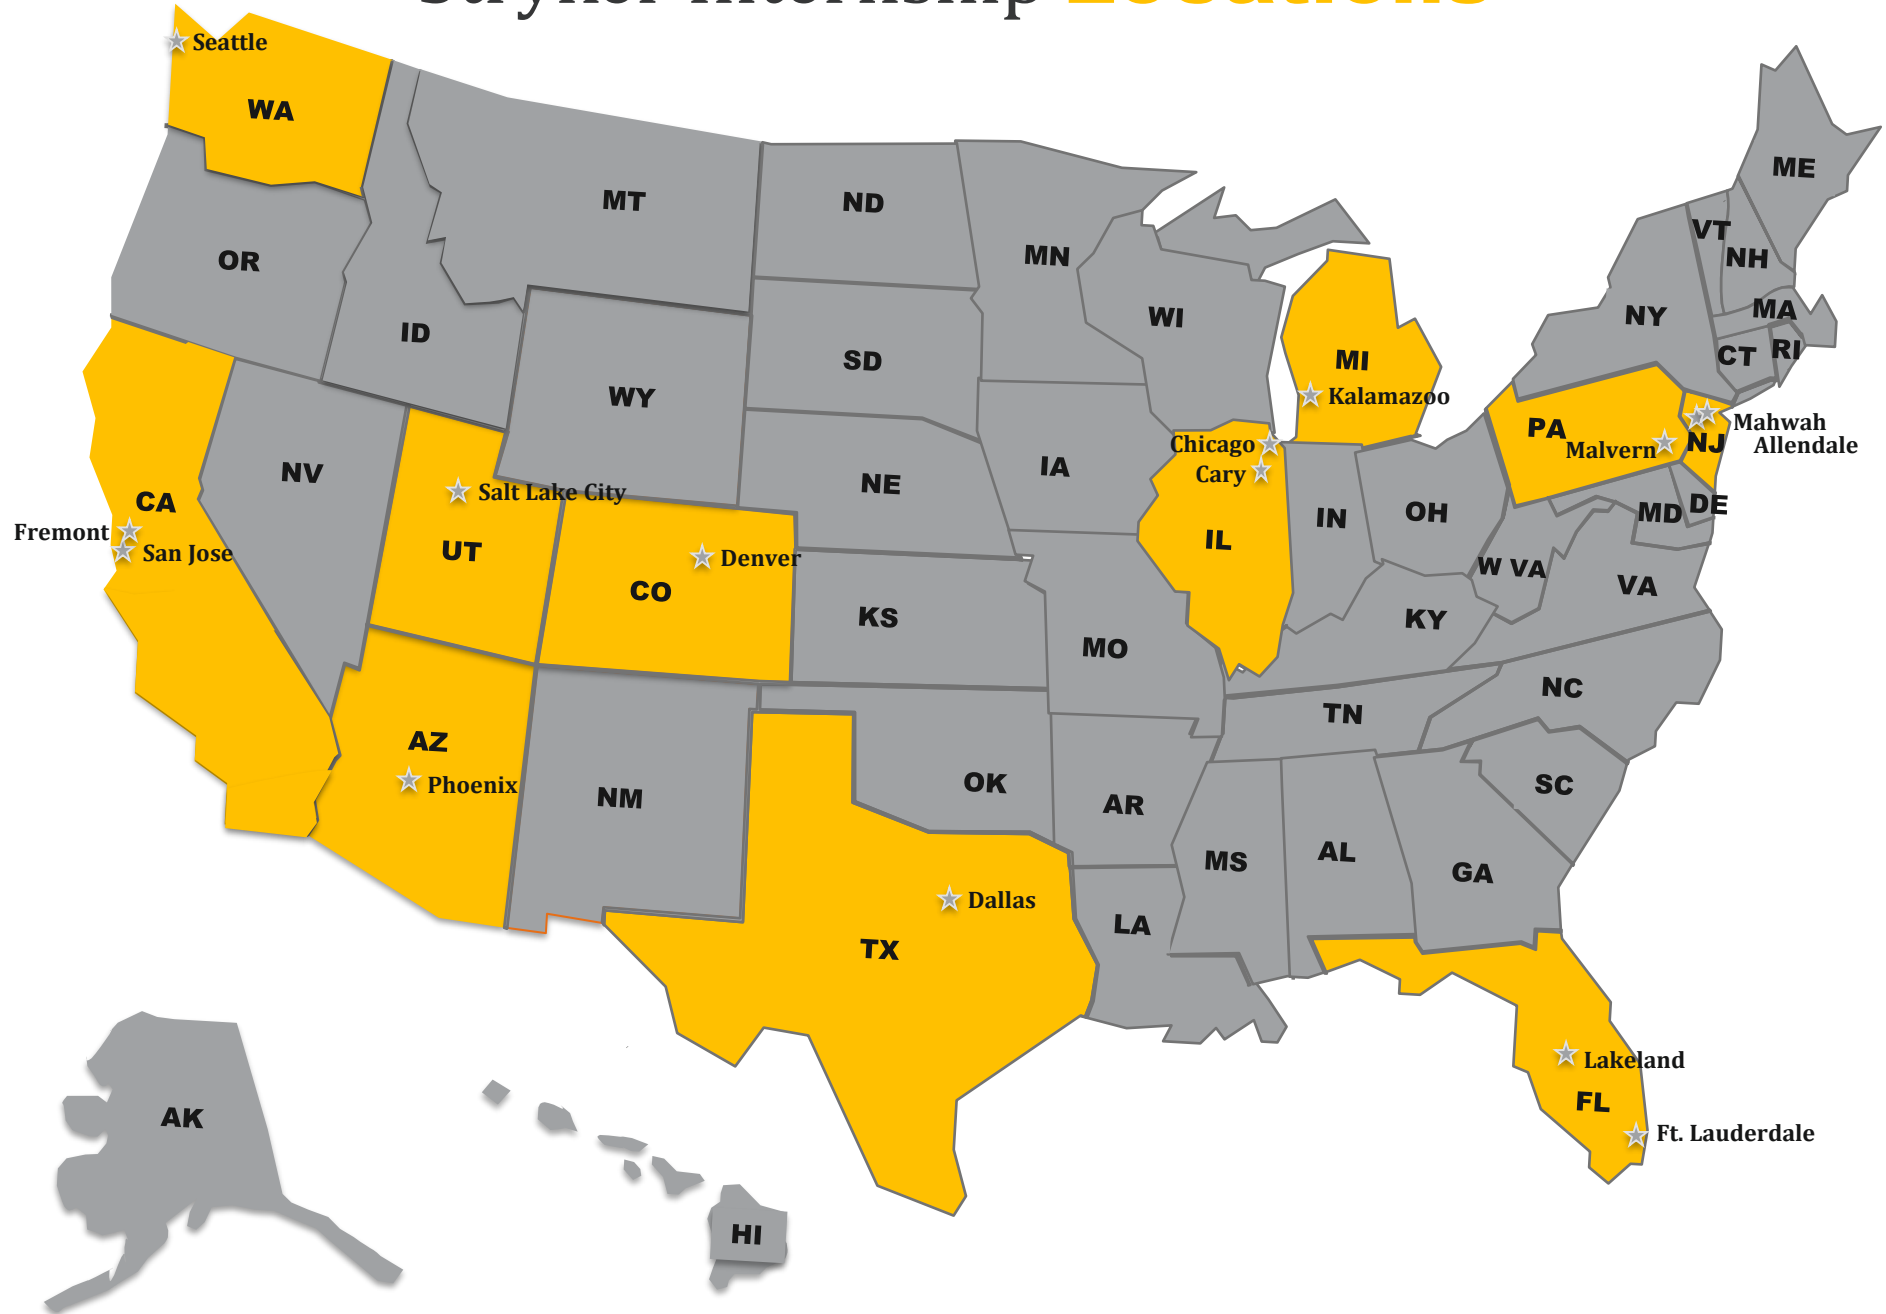 Stryker Internship Locations
Seattle
WA
ME
MT
ND
VT
OR
MN
NH
MA
WI
NY
ID
RI
CT
MI
SD
WY
Kalamazoo
Mahwah
PA
NJ
Allendale
Malvern
Chicago
Cary
IA
NV
NE
Salt Lake City
CA
DE
MD
OH
IN
Fremont
San Jose
IL
UT
Denver
W VA
VA
CO
KS
KY
MO
NC
TN
AZ
Phoenix
OK
SC
NM
AR
AL
MS
GA
Dallas
LA
TX
Lakeland
FL
AK
Ft. Lauderdale
HI